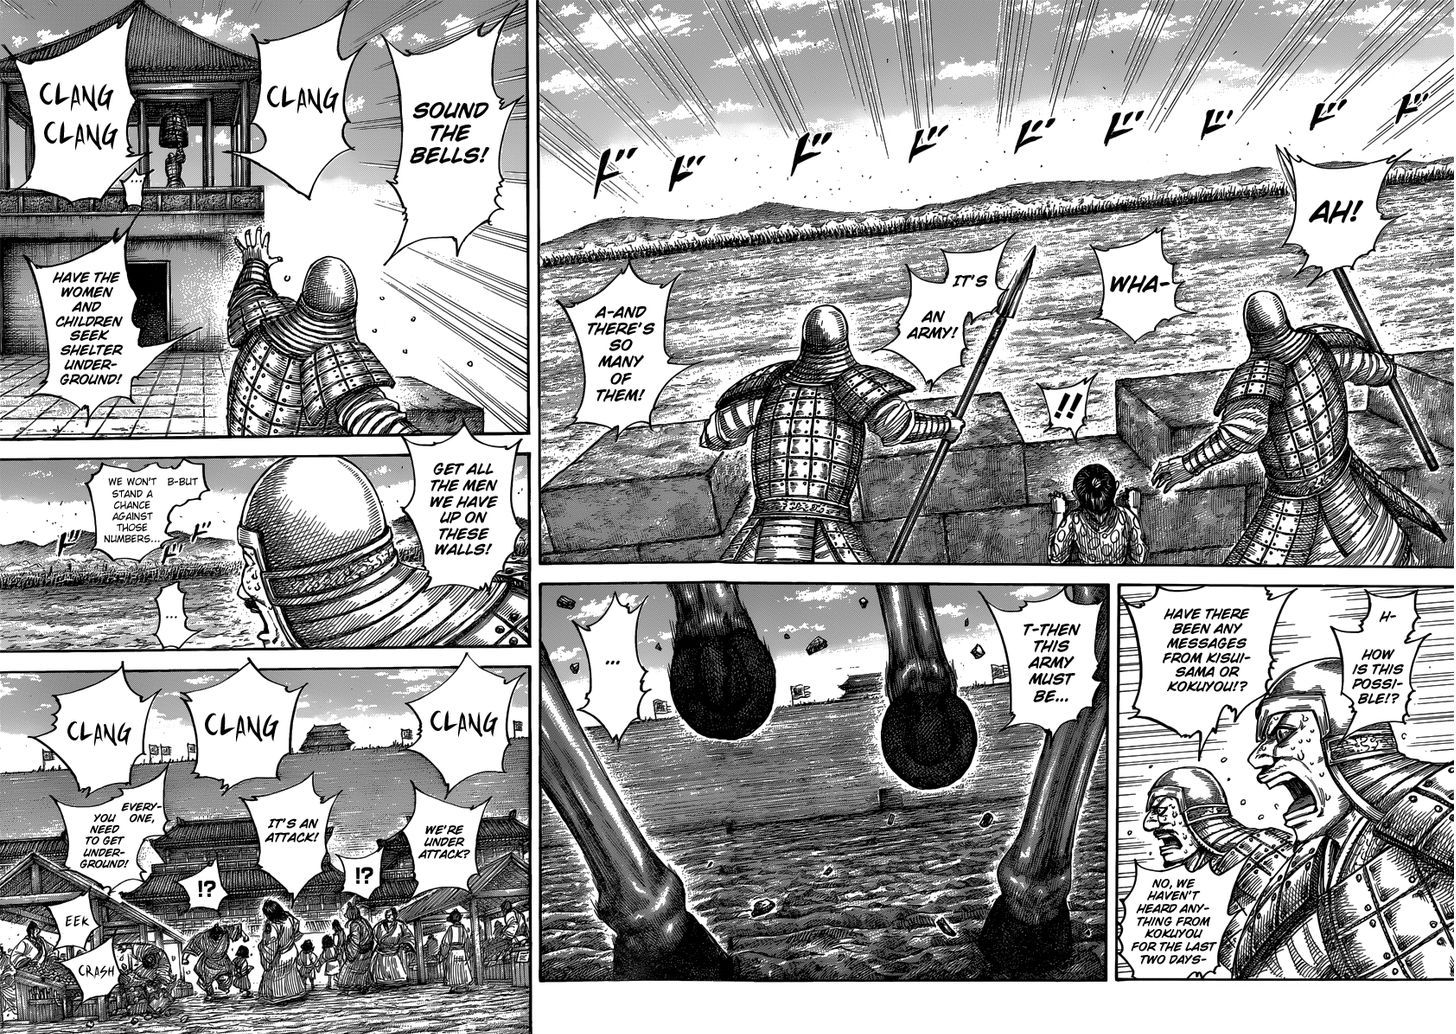 ド ド ド ド ド ド ド ド
AH!
WHA-
!!
IT'S
AN
ARMY!
A-AND
THERE'S
SO
MANY
OF
THEM!
H-
HOW
IS THIS
POSSI-
BLE!?
HAVE THERE
BEEN ANY
MESSAGES
FROM KISUI-
SAMA OR
KOKUYOU!?
NO, WE
HAVEN'T
HEARD ANY-
THING FROM
KOKUYOU
FOR THE LAST
TWO DAYS-
T-THEN
THIS
ARMY
MUST
BE...
...
SOUND
THE
BELLS!
CLANG
CLANG
CLANG
...
HAVE THE
WOMEN
AND
CHILDREN
SEEK
SHELTER
UNDER-
GROUND!
GET ALL
THE MEN
WE HAVE
UP ON
THESE
WALLS!
B-BUT
WE WON'T
STAND A
CHANCE
AGAINST
THOSE
NUMBERS...
ド ド ド
...
CLANG
CLANG
CLANG
WE'RE
UNDER
ATTACK?
!?
IT'S AN
ATTACK!
!?
EVERY-
ONE,
YOU
NEED
TO GET
UNDER-
GROUND!
EEK
CRASH